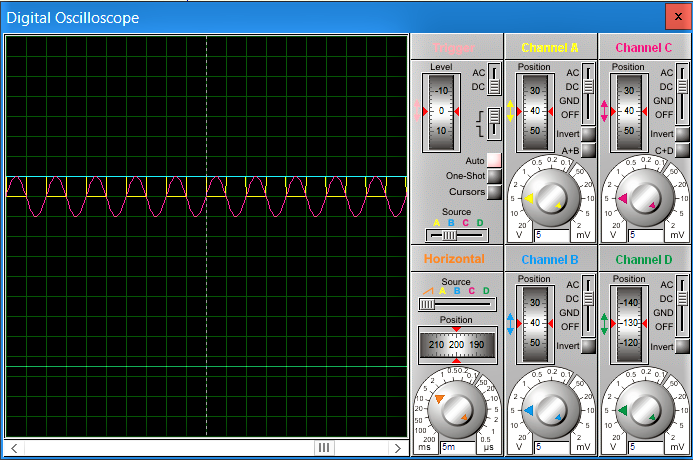 Digital Oscilloscope
Trigger
Level
AC
DC
-10
0
10
Auto
One-Shot
Cursors
Source
A B C D
Channel A
Position
AC
DC
GND
OFF
30
40
50
Invert
A+B
20 10 5 2 1 0.5 0.2 0.1 50 20 10 5 2
V 5 mV
Channel C
Position
AC
DC
GND
OFF
30
40
50
Invert
C+D
20 10 5 2 1 0.5 0.2 0.1 50 20 10 5 2
V 5 mV
Horizontal
Source
A B C D
Position
210 200 190
200 100 50 20 10 5 2 1 0.5 0.2 0.1 50 20 10 5 2 1 0.5
ms 5m µs
Channel B
Position
AC
DC
GND
OFF
30
40
50
Invert
20 10 5 2 1 0.5 0.2 0.1 50 20 10 5 2
V 5 mV
Channel D
Position
AC
DC
GND
OFF
-140
-130
-120
Invert
20 10 5 2 1 0.5 0.2 0.1 50 20 10 5 2
V 5 mV